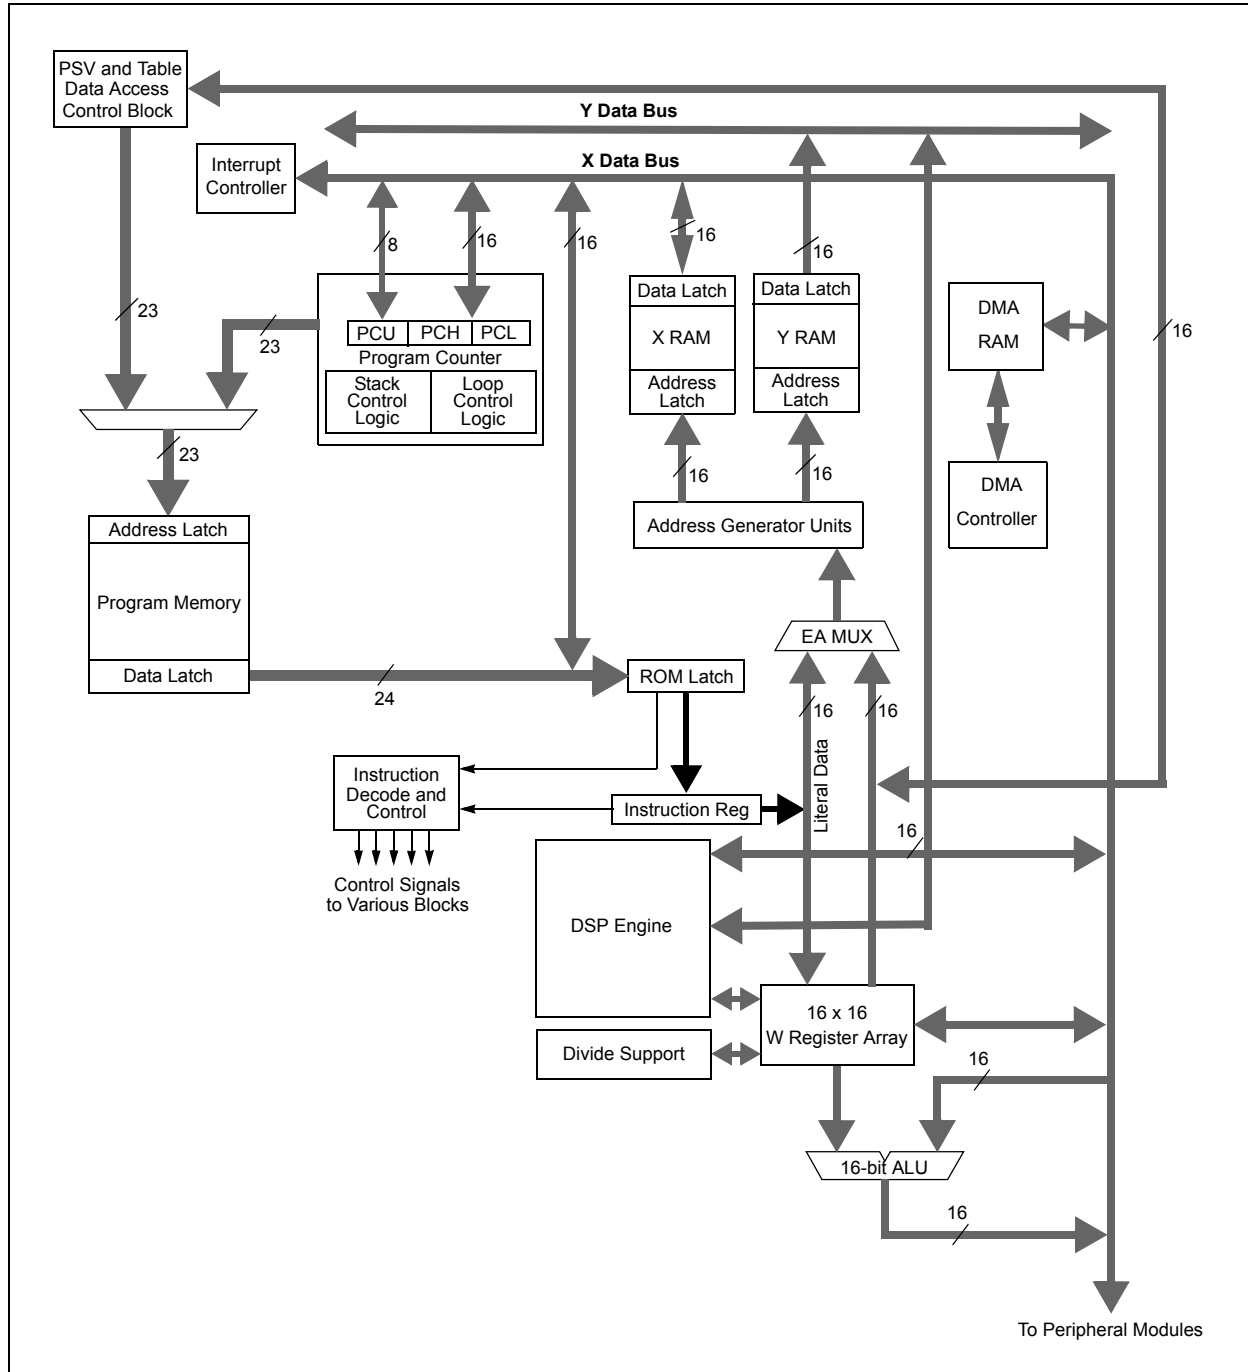 PSV and Table
Data Access
Control Block
Y Data Bus
Interrupt
Controller
X Data Bus
8
16
16
16
16
23
23
16
PCU
PCH
PCL
Program Counter
Stack
Control
Logic
Loop
Control
Logic
Data Latch
X RAM
Address
Latch
Data Latch
Y RAM
Address
Latch
DMA
RAM
23
16
16
DMA
Controller
Address Generator Units
Address Latch
Program Memory
Data Latch
24
EA MUX
ROM Latch
16
16
Literal Data
Instruction
Decode and
Control
Instruction Reg
Control Signals
to Various Blocks
16
DSP Engine
16 x 16
W Register Array
Divide Support
16
16-bit ALU
16
To Peripheral Modules